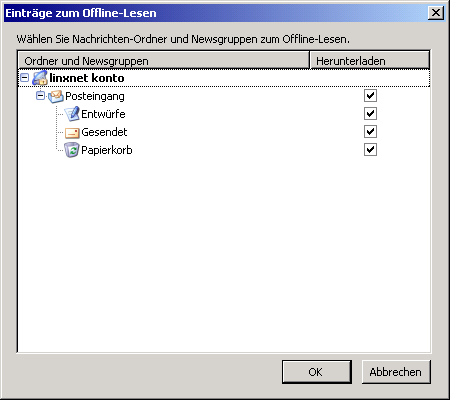 Einträge zum Offline-Lesen
Wählen Sie Nachrichten-Ordner und Newsgruppen zum Offline-Lesen.
Ordner und Newsgruppen Herunterladen
linxnet konto
Posteingang
Entwürfe
Gesendet
Papierkorb
OK Abbrechen